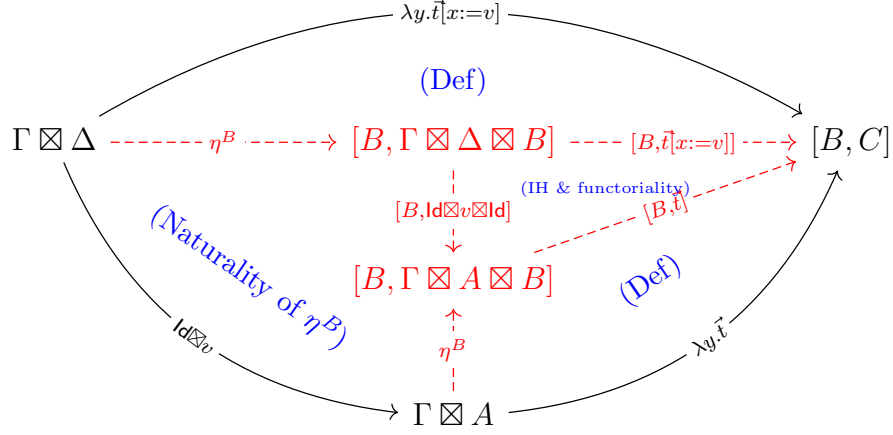 λy.t⃗[x:=v]
(Def)
Γ ⊠ Δ
η^B
[B, Γ ⊠ Δ ⊠ B]
[B,t⃗[x:=v]]
[B, C]
(IH & functoriality)
[B,Id⊠v⊠Id]
[B,t⃗]
(Naturality of η^B)
[B, Γ ⊠ A ⊠ B]
(Def)
Id⊠v
η^B
λy.t⃗
Γ ⊠ A